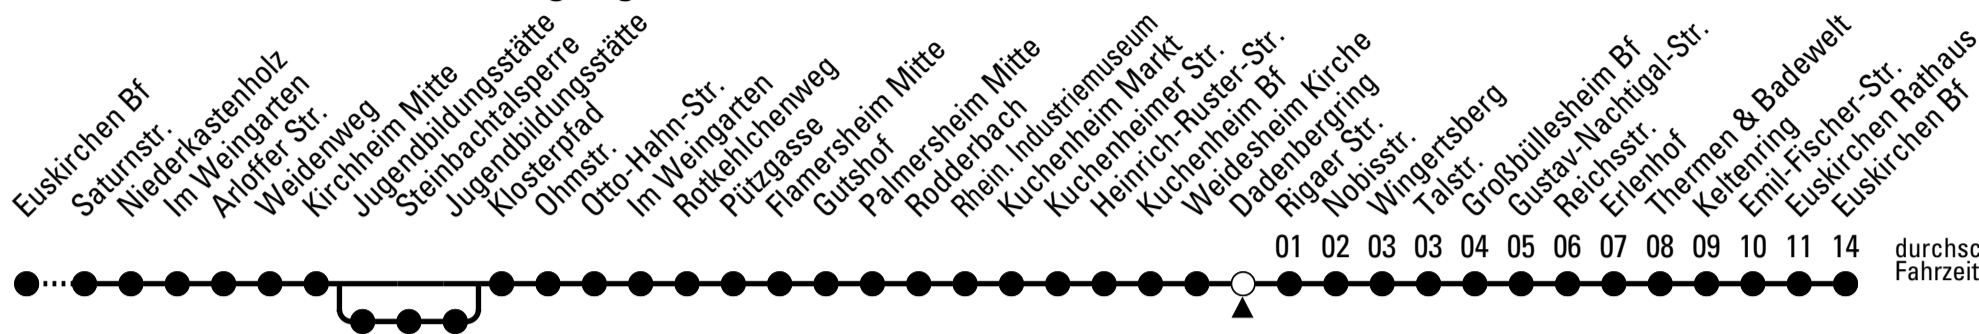 Euskirchen Bf
Saturnstr.
Niederkastenholz
Im Weingarten
Arloffer Str.
Weidenweg
Kirchheim Mitte
Jugendbildungsstätte
Steinbachtalsperre
Jugendbildungsstätte
Klosterpfad
Ohmstr.
Otto-Hahn-Str.
Im Weingarten
Rotkehlchenweg
Pützgasse
Flamersheim Mitte
Gutshof
Palmersheim Mitte
Rodderbach
Rhein. Industriemuseum
Kuchenheim Markt
Kuchenheimer Str.
Heinrich-Ruster-Str.
Kuchenheim Bf
Weidesheim Kirche
Dadenbergring
Rigaer Str.
Nobisstr.
Wingertsberg
Talstr.
Großbüllesheim Bf
Gustav-Nachtigal-Str.
Reichsstr.
Erlenhof
Thermen & Badewelt
Keltenring
Emil-Fischer-Str.
Euskirchen Rathaus
Euskirchen Bf
01 02 03 03 04 05 06 07 08 09 10 11 14
Fahrzeit